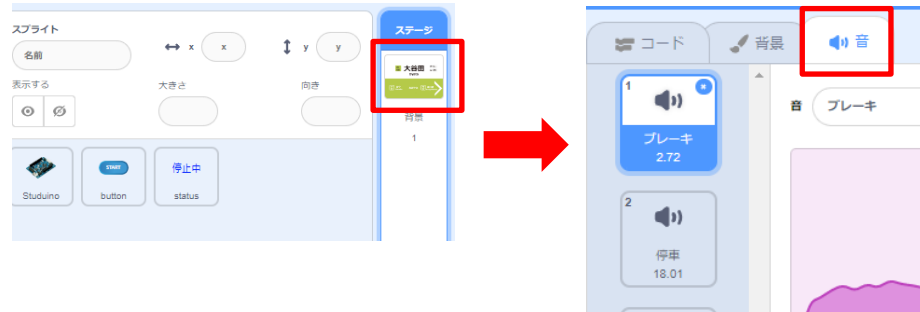 スプライト
名前
x
x
y
y
表示する
大きさ
向き
Studuino
START
button
停止中
status
ステージ
大谷田
背景
1
コード
背景
音
1
ブレーキ
2.72
2
停車
18.01
音
ブレーキ